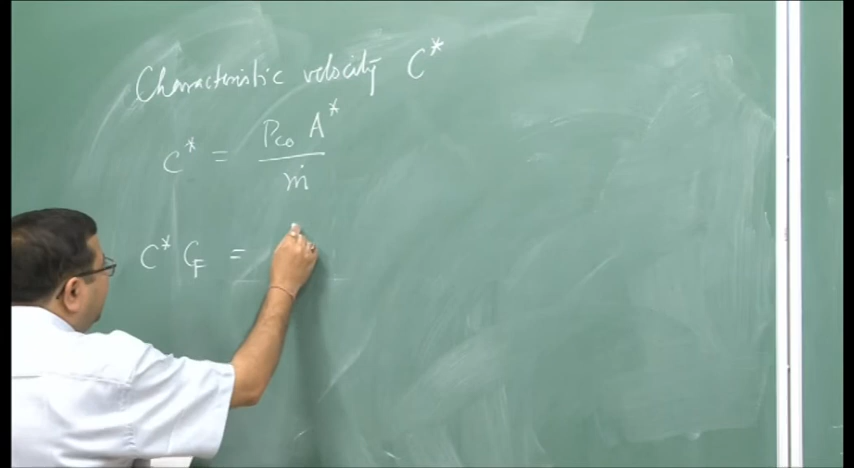 Characteristic velocity C*
C* = Pco A* / ṁ
C* CF =